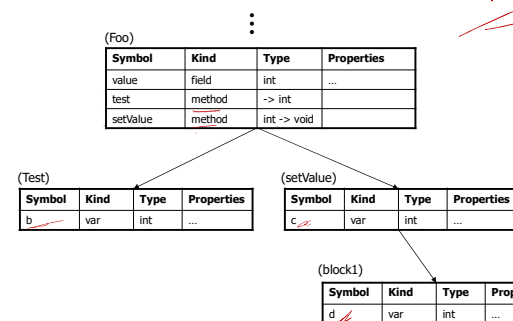 (Foo)
Symbol Kind Type Properties
value field int ...
test method -> int
setValue method int -> void
(Test)
Symbol Kind Type Properties
b var int ...
(setValue)
Symbol Kind Type Properties
c var int ...
(block1)
Symbol Kind Type Prop
d var int ...